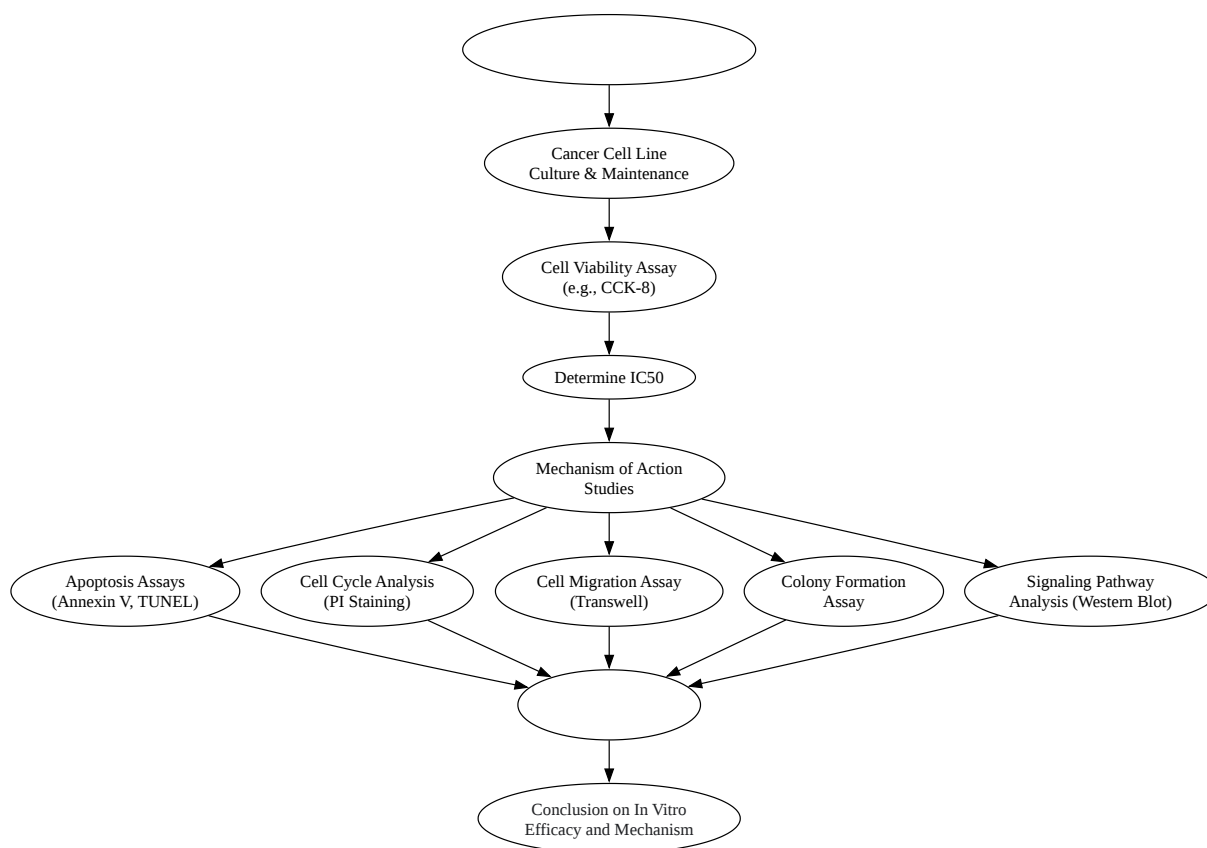 Cancer Cell Line
Culture & Maintenance
Cell Viability Assay
(e.g., CCK-8)
Determine IC50
Mechanism of Action
Studies
Apoptosis Assays
(Annexin V, TUNEL)
Cell Cycle Analysis
(PI Staining)
Cell Migration Assay
(Transwell)
Colony Formation
Assay
Signaling Pathway
Analysis (Western Blot)
Conclusion on In Vitro
Efficacy and Mechanism